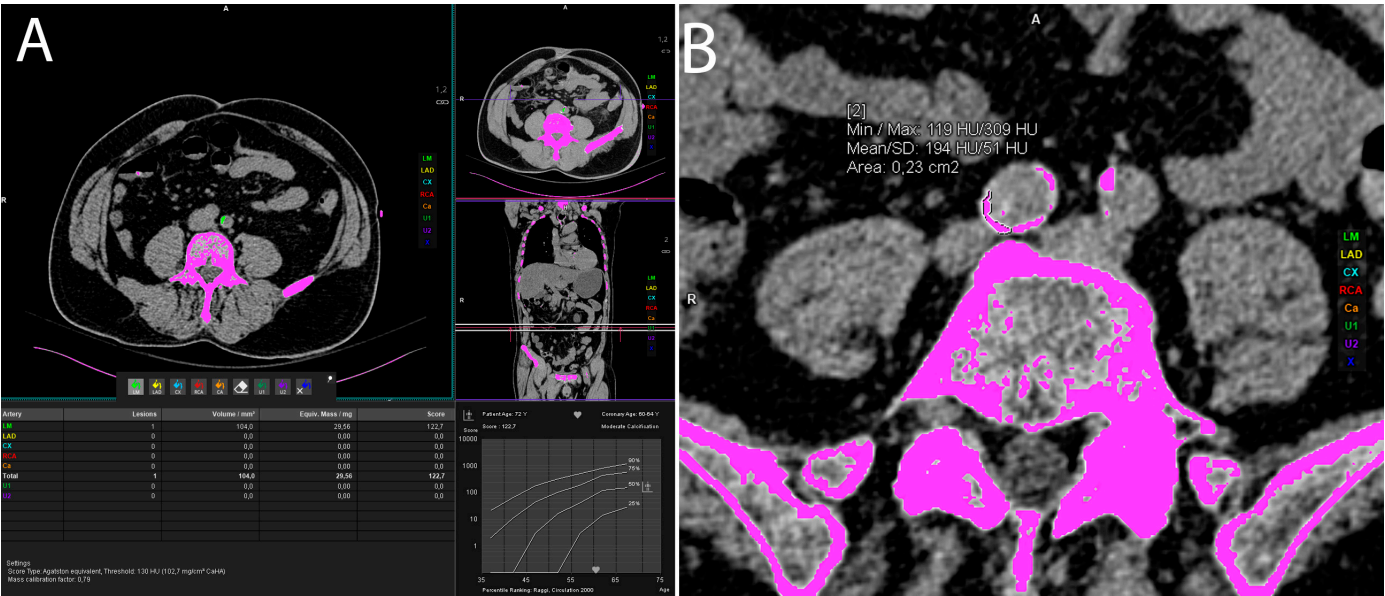 A
A
1,2
R
LM
LAD
CX
RCA
Ca
U1
U2
X
LM
LAD
CX
RCA
CA
U1
U2
X
A
1,2
R
LM
LAD
CX
RCA
Ca
U1
U2
X
H
2
R
LM
LAD
CX
RCA
Ca
U1
U2
X
Artery Lesions Volume / mm³ Equiv. Mass / mg Score
LM 1 104,0 29,56 122,7
LAD 0 0,0 0,00 0,0
CX 0 0,0 0,00 0,0
RCA 0 0,0 0,00 0,0
Ca 0 0,0 0,00 0,0
Total 1 104,0 29,56 122,7
U1 0 0,0 0,00 0,0
U2 0 0,0 0,00 0,0
Settings
Score Type: Agatston equivalent, Threshold: 130 HU (102,7 mg/cm³ CaHA)
Mass calibration factor: 0,79
Patient Age: 72 Y Coronary Age: 60-64 Y
Score : 122,7 Moderate Calcification
Score
10000
1000
100
10
1
90%
75%
50%
25%
35 45 55 65 75
Percentile Ranking: Raggi, Circulation 2000 Age
B
A
[2]
Min / Max: 119 HU/309 HU
Mean/SD: 194 HU/51 HU
Area: 0,23 cm2
R
LM
LAD
CX
RCA
Ca
U1
U2
X